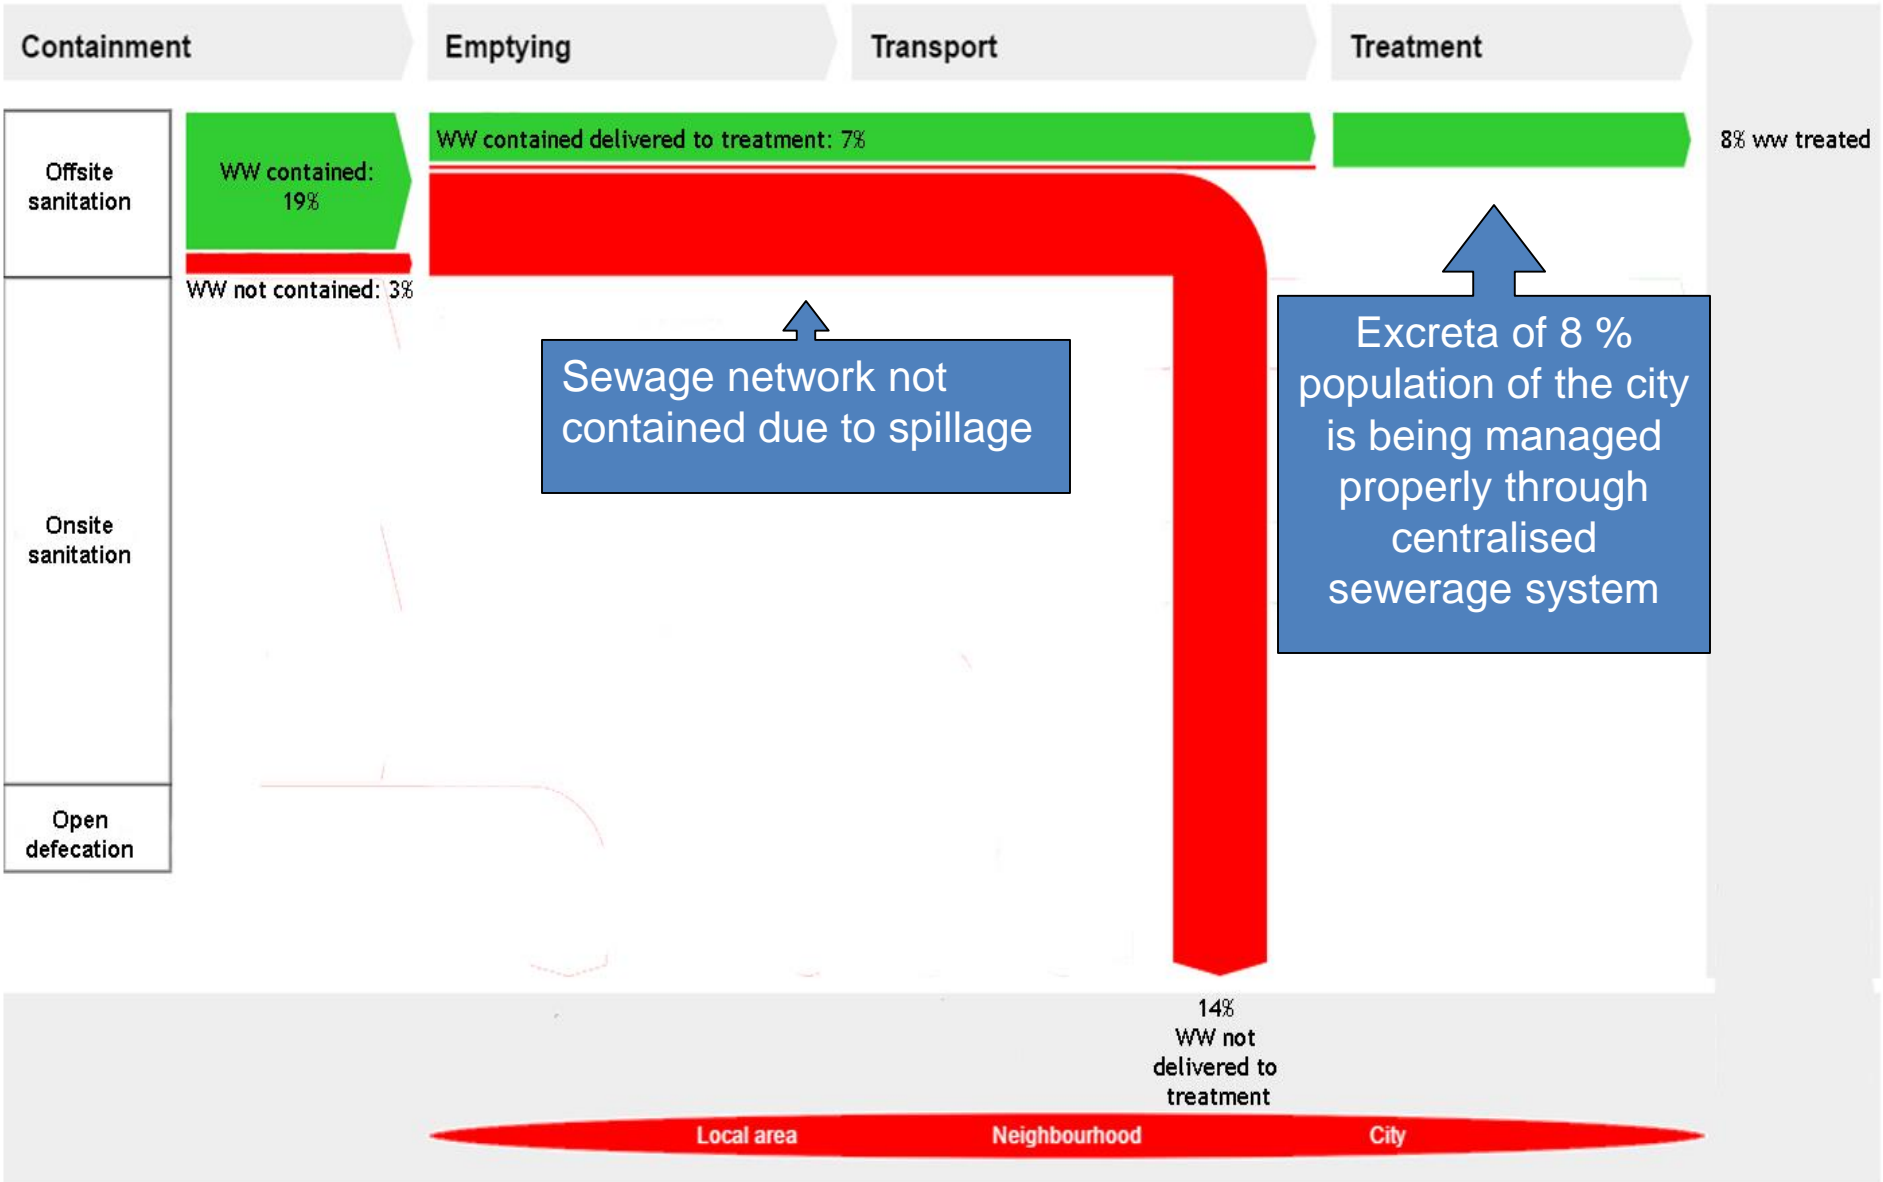 Containment
Emptying
Transport
Treatment
Offsite
sanitation
WW contained:
19%
WW not contained: 3%
WW contained delivered to treatment: 7%
8% ww treated
Sewage network not
contained due to spillage
Excreta of 8 %
population of the city
is being managed
properly through
centralised
sewerage system
Onsite
sanitation
Open
defecation
14%
WW not
delivered to
treatment
Local area
Neighbourhood
City